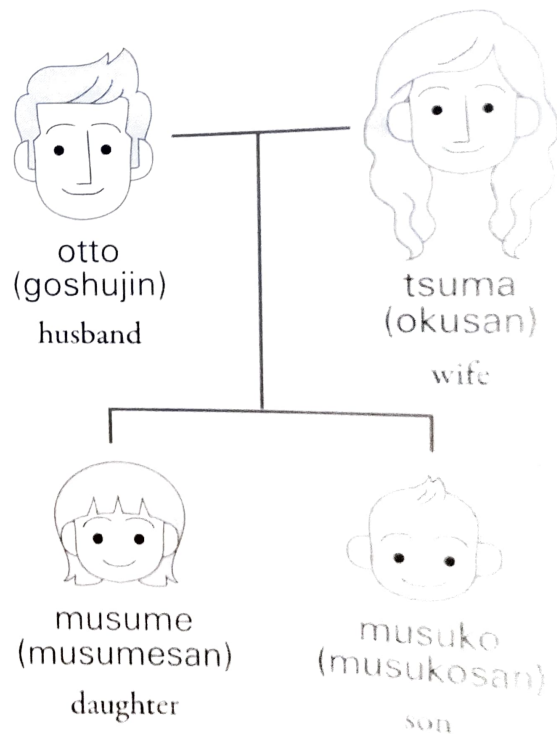 otto
(goshujin)
husband
tsuma
(okusan)
wife
musume
(musumesan)
daughter
musuko
(musukosan)
son